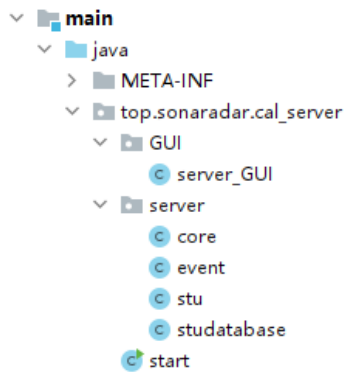 main
java
META-INF
top.sonaradar.cal_server
GUI
server_GUI
server
core
event
stu
studatabase
start